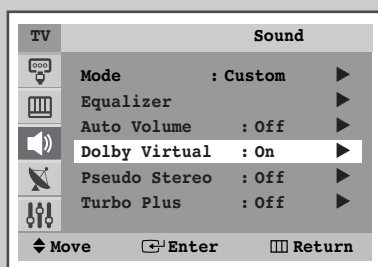 TV Sound
Mode : Custom
Equalizer
Auto Volume : Off
Dolby Virtual : On
Pseudo Stereo : Off
Turbo Plus : Off
Move Enter Return